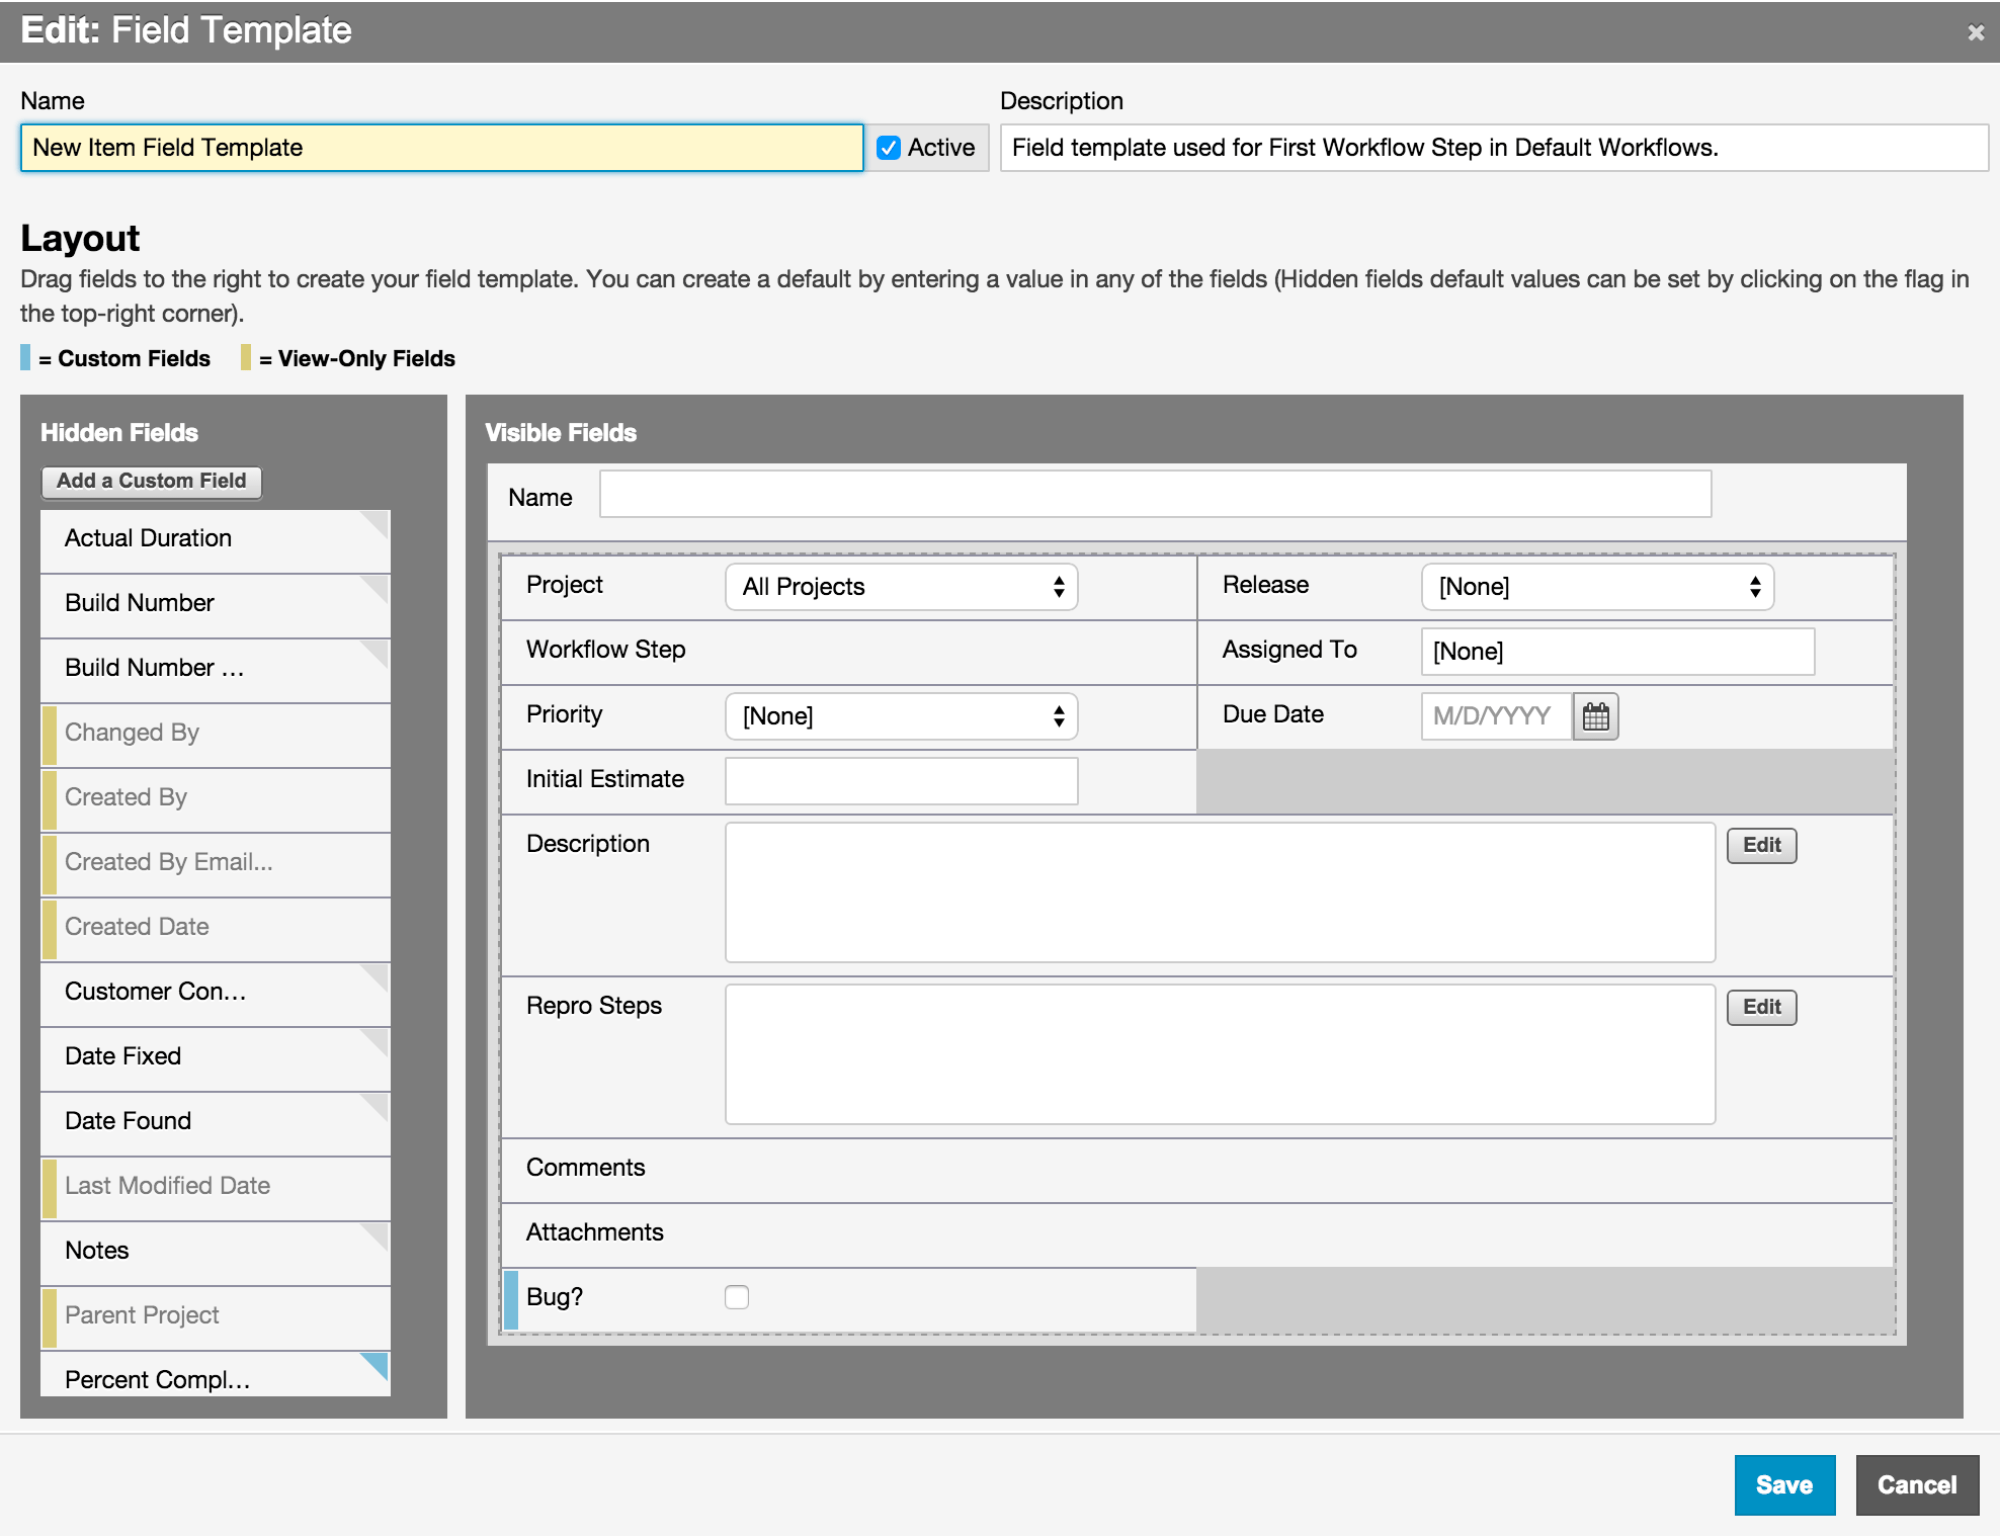 Edit: Field Template
Name
Description
New Item Field Template
Active
Field template used for First Workflow Step in Default Workflows.
Layout
Drag fields to the right to create your field template. You can create a default by entering a value in any of the fields (Hidden fields default values can be set by clicking on the flag in
the top-right corner).
= Custom Fields
= View-Only Fields
Hidden Fields
Add a Custom Field
Actual Duration
Build Number
Build Number ...
Changed By
Created By
Created By Email...
Created Date
Customer Con...
Date Fixed
Date Found
Last Modified Date
Notes
Parent Project
Percent Compl...
Visible Fields
Name
Project
All Projects
Release
[None]
Workflow Step
Assigned To
[None]
Priority
[None]
Due Date
M/D/YYYY
Initial Estimate
Description
Edit
Repro Steps
Edit
Comments
Attachments
Bug?
Save
Cancel